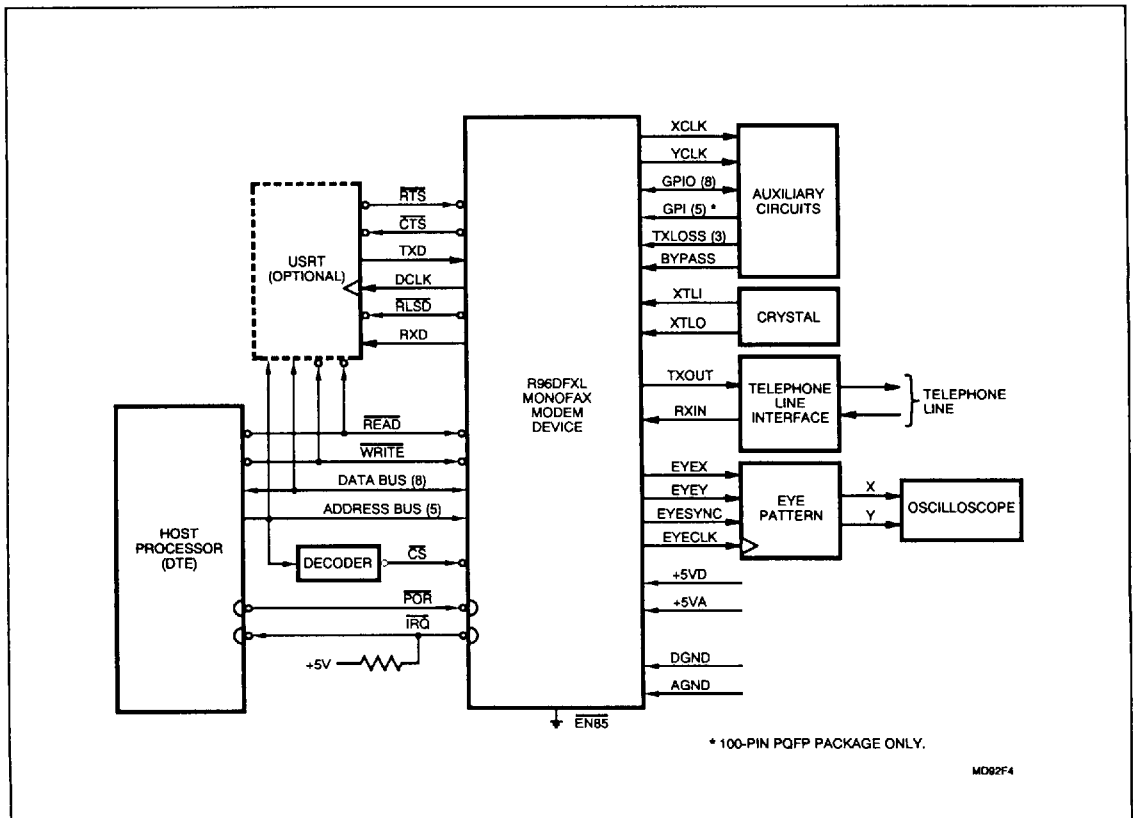 XCLK
YCLK
GPIO (8)
GPI (5) *
TXLOSS (3)
BYPASS
AUXILIARY
CIRCUITS
RTS
CTS
TXD
DCLK
RLSD
RXD
USRT
(OPTIONAL)
XTLI
XTLO
CRYSTAL
R96DFXL
MONOFAX
MODEM
DEVICE
TXOUT
RXIN
TELEPHONE
LINE
INTERFACE
TELEPHONE
LINE
READ
WRITE
DATA BUS (8)
ADDRESS BUS (5)
HOST
PROCESSOR
(DTE)
DECODER
CS
POR
IRQ
+5V
EYEX
EYEY
EYESYNC
EYECLK
EYE
PATTERN
X
Y
OSCILLOSCOPE
+5VD
+5VA
DGND
AGND
EN85
* 100-PIN PQFP PACKAGE ONLY.
MD92F4